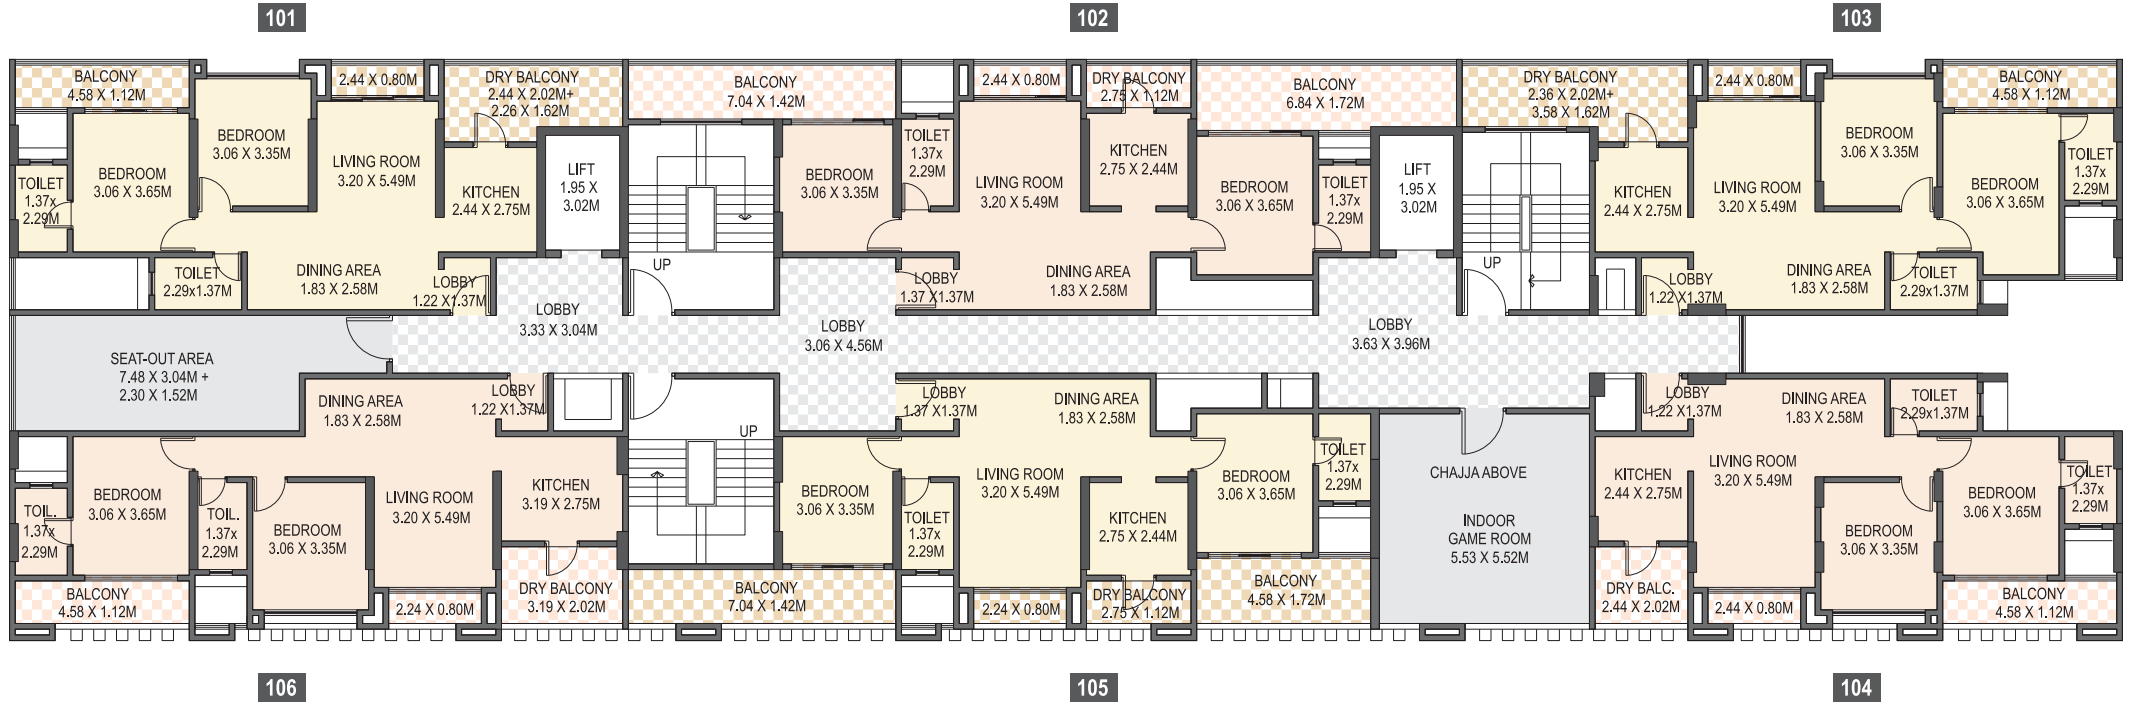 101
102
103
BALCONY
4.58 X 1.12M
2.44 X 0.80M
DRY BALCONY
2.44 X 2.02M+
2.26 X 1.62M
BEDROOM
3.06 X 3.35M
BEDROOM
3.06 X 3.65M
LIVING ROOM
3.20 X 5.49M
TOILET
1.37x
2.29M
KITCHEN
2.44 X 2.75M
LIFT
1.95 X
3.02M
TOILET
2.29x1.37M
DINING AREA
1.83 X 2.58M
LOBBY
1.22 X1.37M
UP
BALCONY
7.04 X 1.42M
2.44 X 0.80M
DRY BALCONY
2.75 X 1.12M
BALCONY
6.84 X 1.72M
BEDROOM
3.06 X 3.35M
TOILET
1.37x
2.29M
LIVING ROOM
3.20 X 5.49M
KITCHEN
2.75 X 2.44M
BEDROOM
3.06 X 3.65M
TOILET
1.37x
2.29M
LIFT
1.95 X
3.02M
LOBBY
1.37 X1.37M
DINING AREA
1.83 X 2.58M
UP
DRY BALCONY
2.36 X 2.02M+
3.58 X 1.62M
2.44 X 0.80M
BALCONY
4.58 X 1.12M
BEDROOM
3.06 X 3.35M
KITCHEN
2.44 X 2.75M
LIVING ROOM
3.20 X 5.49M
BEDROOM
3.06 X 3.65M
TOILET
1.37x
2.29M
LOBBY
1.22 X1.37M
DINING AREA
1.83 X 2.58M
TOILET
2.29x1.37M
SEAT-OUT AREA
7.48 X 3.04M +
2.30 X 1.52M
LOBBY
3.33 X 3.04M
LOBBY
3.06 X 4.56M
LOBBY
3.63 X 3.96M
DINING AREA
1.83 X 2.58M
LOBBY
1.22 X1.37M
UP
BEDROOM
3.06 X 3.65M
TOIL.
1.37x
2.29M
TOIL.
1.37x
2.29M
BEDROOM
3.06 X 3.35M
LIVING ROOM
3.20 X 5.49M
KITCHEN
3.19 X 2.75M
BALCONY
4.58 X 1.12M
2.24 X 0.80M
DRY BALCONY
3.19 X 2.02M
LOBBY
1.37 X1.37M
DINING AREA
1.83 X 2.58M
BEDROOM
3.06 X 3.35M
TOILET
1.37x
2.29M
LIVING ROOM
3.20 X 5.49M
KITCHEN
2.75 X 2.44M
BEDROOM
3.06 X 3.65M
TOILET
1.37x
2.29M
BALCONY
7.04 X 1.42M
2.24 X 0.80M
DRY BALCONY
2.75 X 1.12M
BALCONY
4.58 X 1.72M
CHAJJA ABOVE
INDOOR
GAME ROOM
5.53 X 5.52M
LOBBY
1.22 X1.37M
DINING AREA
1.83 X 2.58M
TOILET
2.29x1.37M
KITCHEN
2.44 X 2.75M
LIVING ROOM
3.20 X 5.49M
BEDROOM
3.06 X 3.35M
BEDROOM
3.06 X 3.65M
TOILET
1.37x
2.29M
DRY BALC.
2.44 X 2.02M
2.44 X 0.80M
BALCONY
4.58 X 1.12M
106
105
104